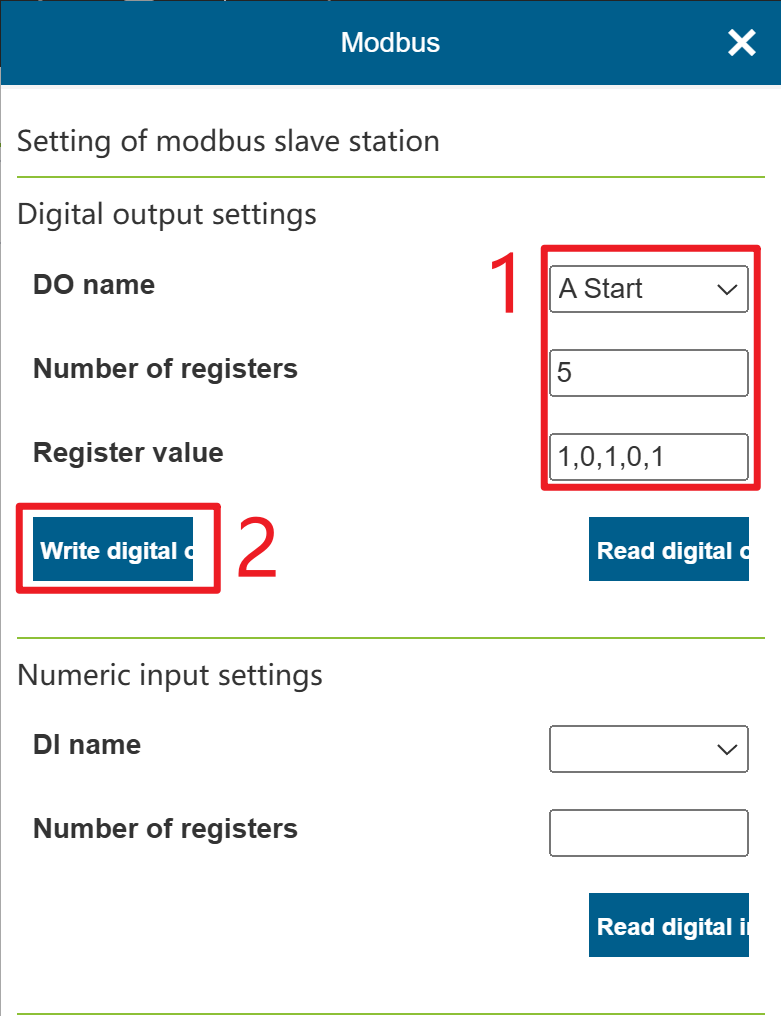 Modbus
Setting of modbus slave station
Digital output settings
1
DO name
A Start
Number of registers
5
Register value
1,0,1,0,1
Write digital
2
Read digital
Numeric input settings
DI name
Number of registers
Read digital